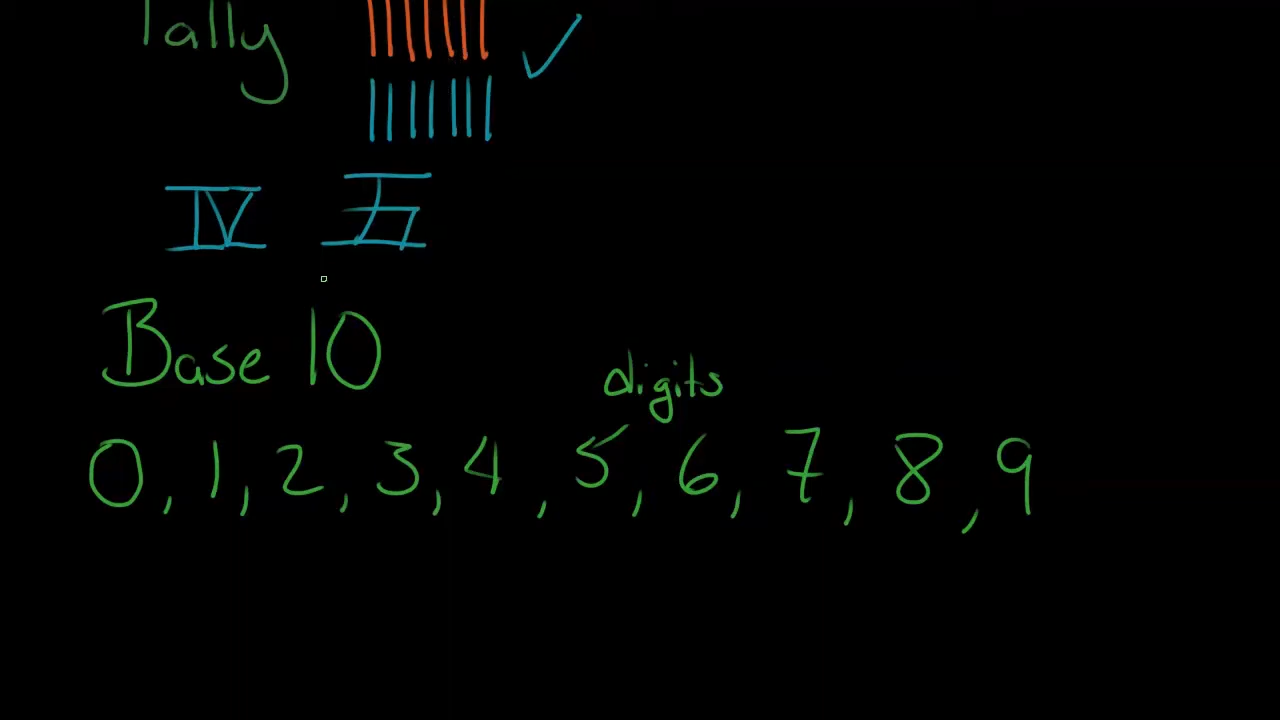 Tally
IV 五
Base 10
digits
0, 1, 2, 3, 4, 5, 6, 7, 8, 9